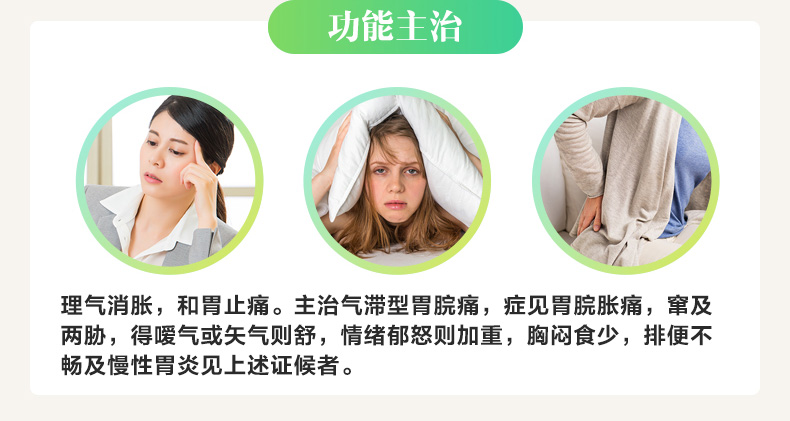 功能主治
理气消胀，和胃止痛。主治气滞型胃脘痛，症见胃脘胀痛，窜及
两胁，得嗳气或矢气则舒，情绪郁怒则加重，胸闷食少，排便不
畅及慢性胃炎见上述证候者。